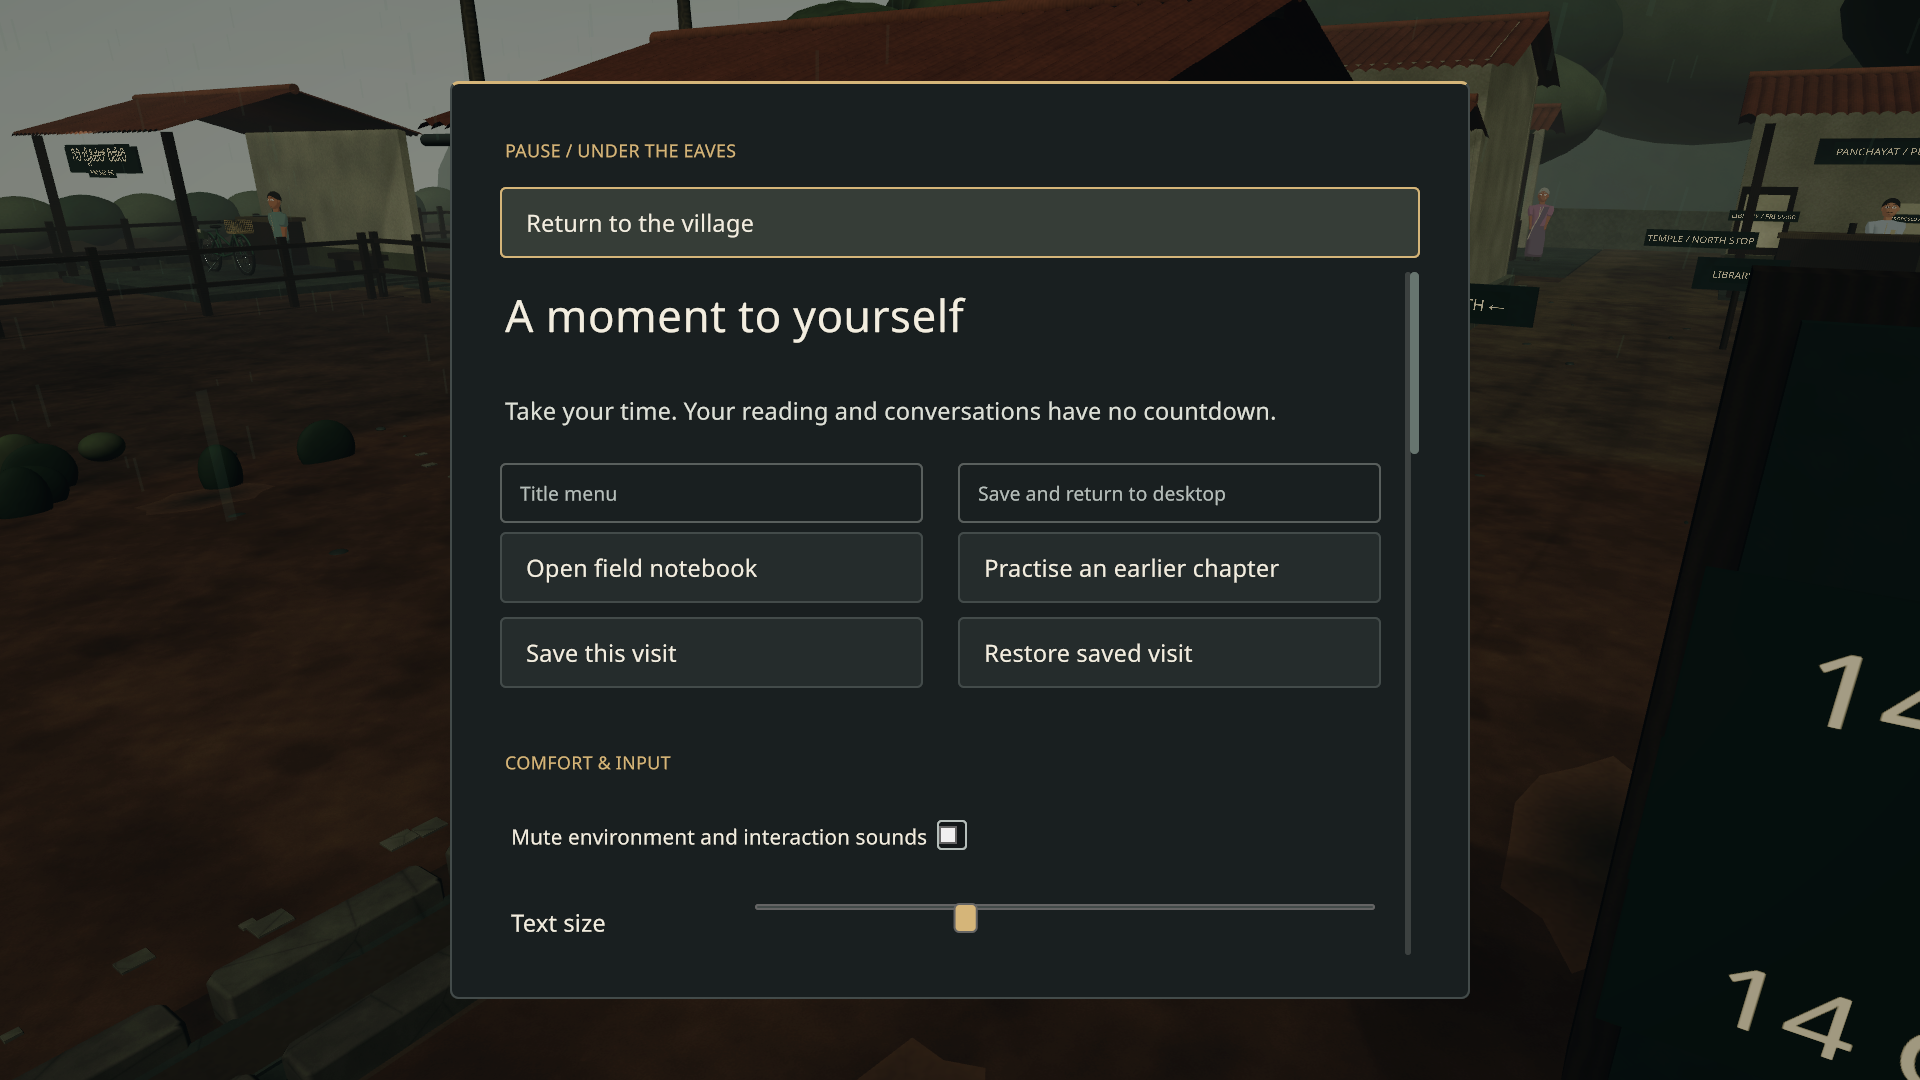 PAUSE / UNDER THE EAVES
Return to the village
A moment to yourself
Take your time. Your reading and conversations have no countdown.
Title menu
Save and return to desktop
Open field notebook
Practise an earlier chapter
Save this visit
Restore saved visit
COMFORT & INPUT
Mute environment and interaction sounds
Text size
PANCHAYAT /
TEMPLE / NORTH STOP
14
14